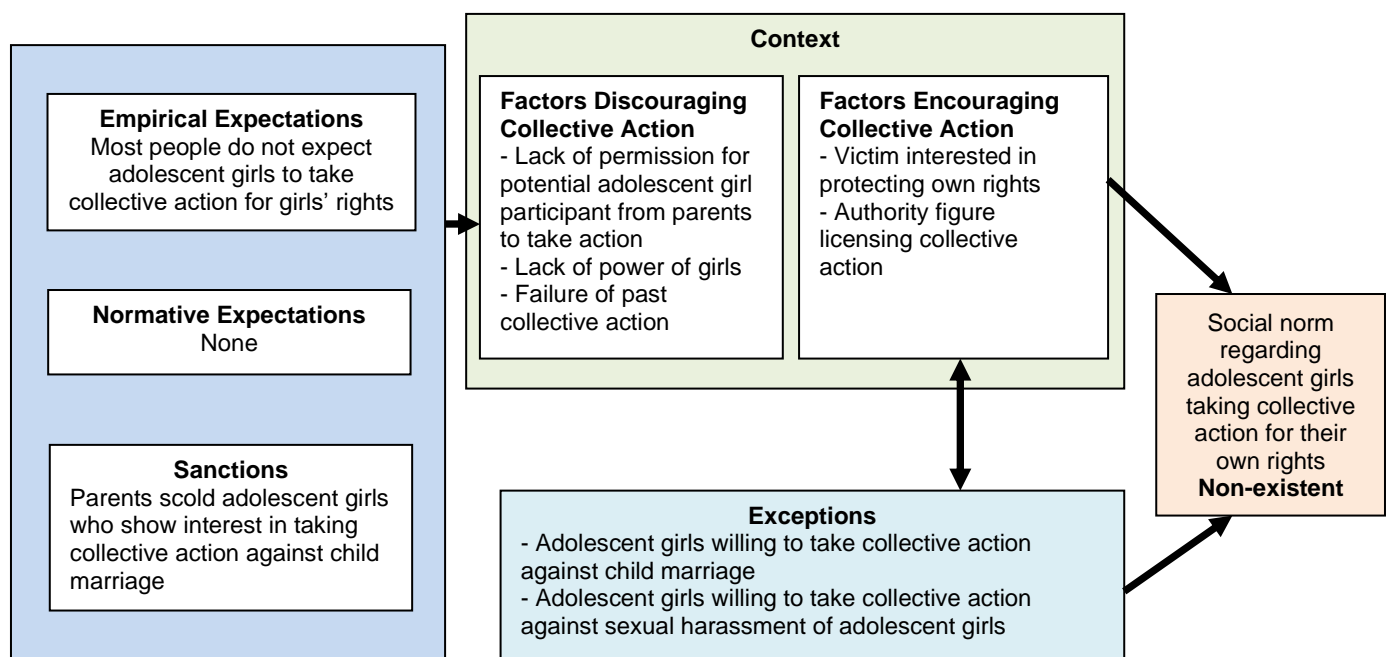 Empirical Expectations
Most people do not expect
adolescent girls to take
collective action for girls’ rights
Normative Expectations
None
Sanctions
Parents scold adolescent girls
who show interest in taking
collective action against child
marriage
Context
Factors Discouraging
Collective Action
- Lack of permission for
potential adolescent girl
participant from parents
to take action
- Lack of power of girls
- Failure of past
collective action
Factors Encouraging
Collective Action
- Victim interested in
protecting own rights
- Authority figure
licensing collective
action
Exceptions
- Adolescent girls willing to take collective action
against child marriage
- Adolescent girls willing to take collective action
against sexual harassment of adolescent girls
Social norm
regarding
adolescent girls
taking collective
action for their
own rights
Non-existent